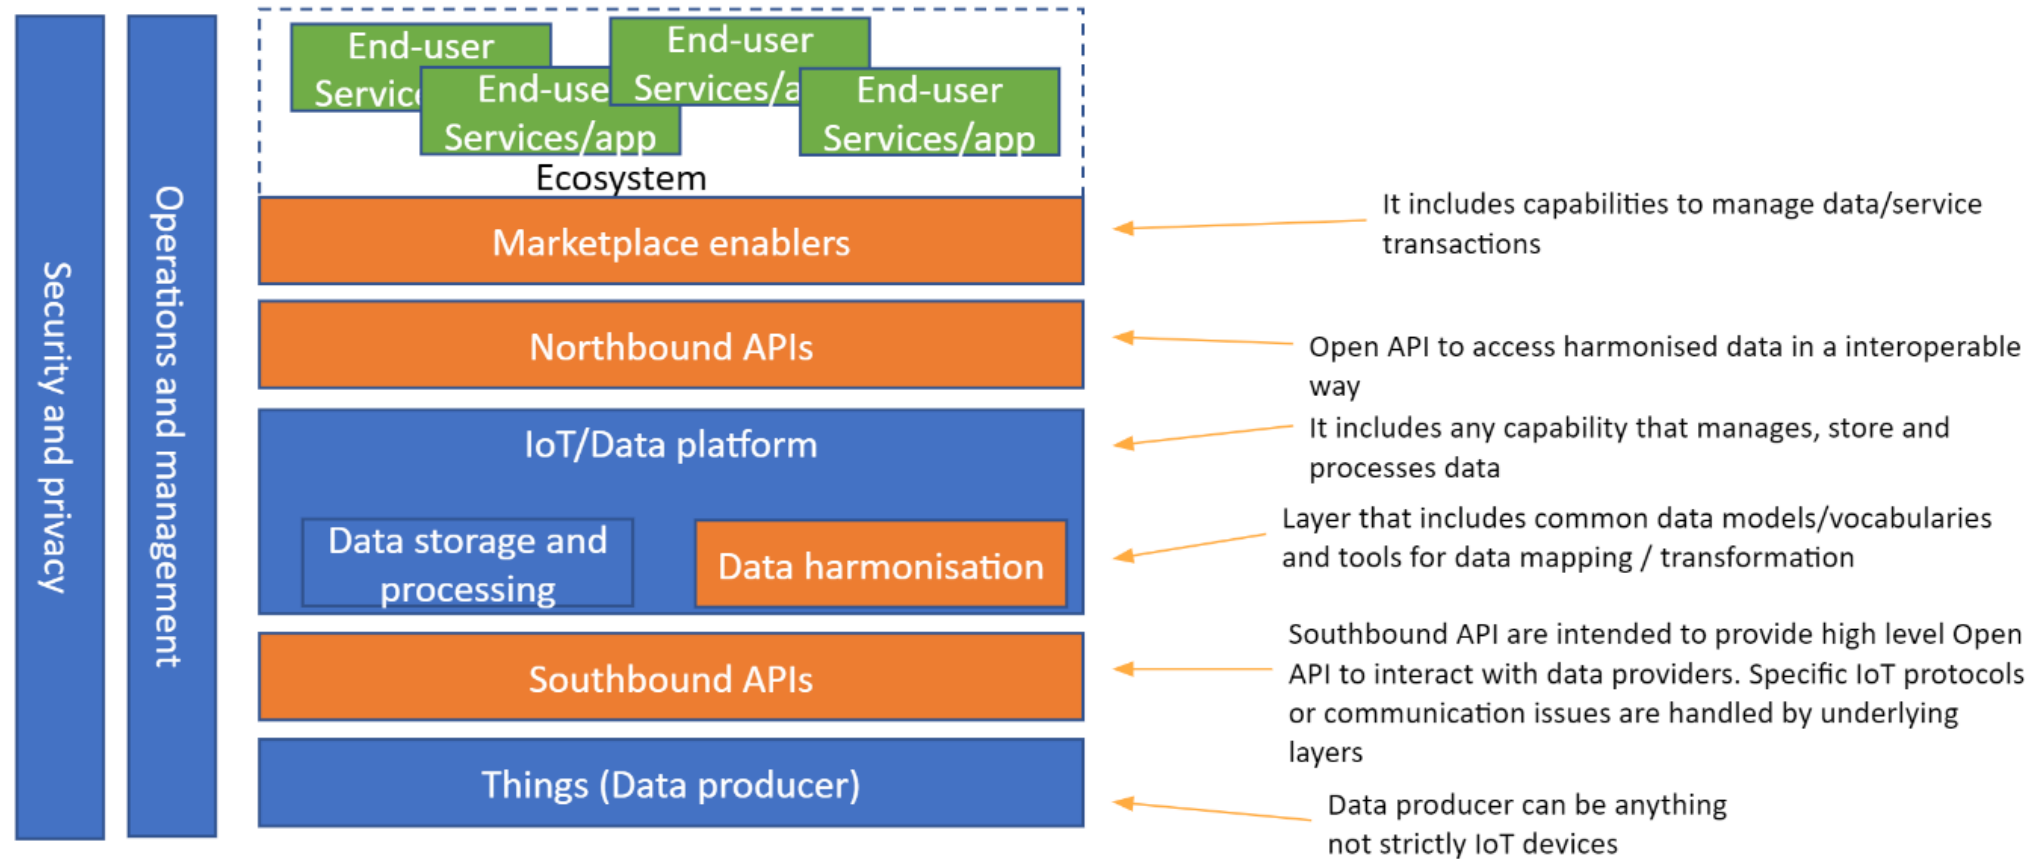 Security and privacy
Operations and management
End-user
Servic
End-use
Services/app
End-user
Services/a
End-user
Services/app
Ecosystem
Marketplace enablers
Northbound APIs
IoT/Data platform
Data storage and
processing
Data harmonisation
Southbound APIs
Things (Data producer)
It includes capabilities to manage data/service
transactions
Open API to access harmonised data in a interoperable
way
It includes any capability that manages, store and
processes data
Layer that includes common data models/vocabularies
and tools for data mapping / transformation
Southbound API are intended to provide high level Open
API to interact with data providers. Specific IoT protocols
or communication issues are handled by underlying
layers
Data producer can be anything
not strictly IoT devices